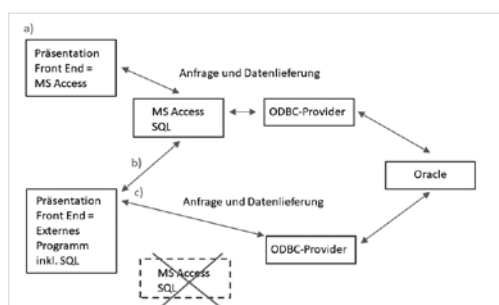 a)
Präsentation
Front End =
MS Access
Anfrage und Datenlieferung
MS Access
SQL
ODBC-Provider
Oracle
b)
c)
Präsentation
Front End =
Externes
Programm
inkl. SQL
Anfrage und Datenlieferung
ODBC-Provider
MS Access
SQL